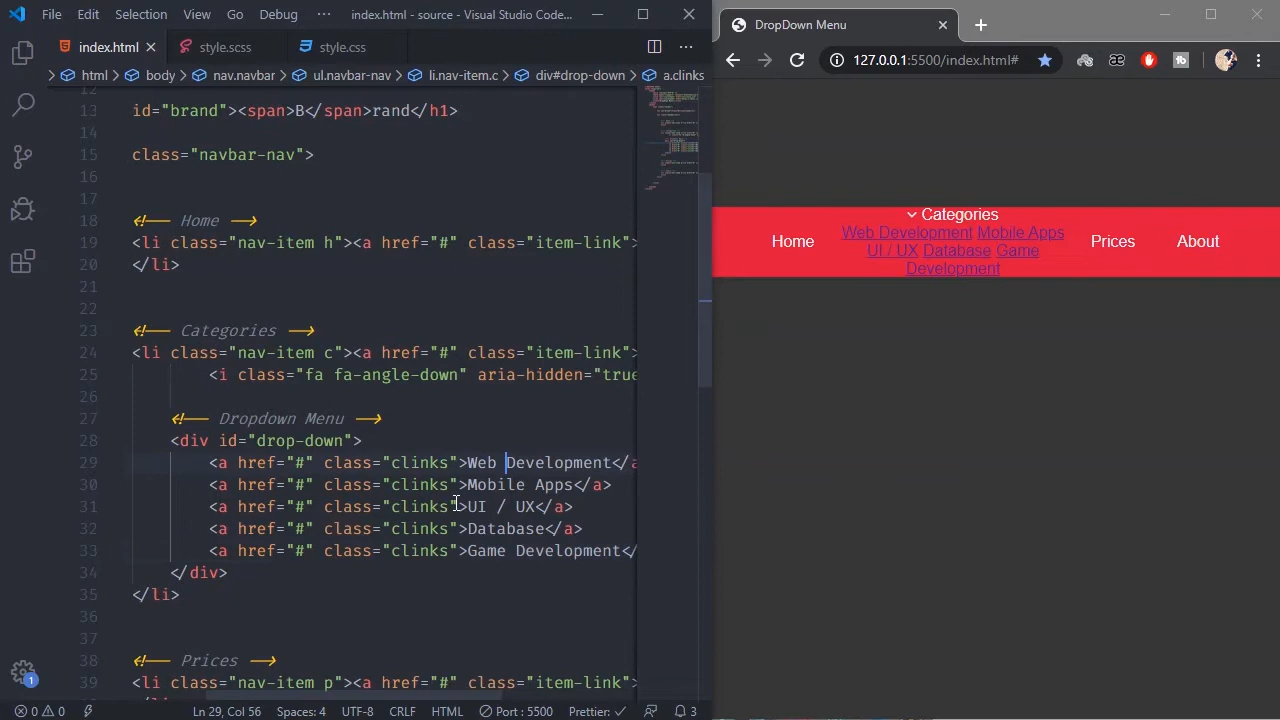 File Edit Selection View Go Debug ··· index.html - source - Visual Studio Code...
index.html style.scss style.css
html body nav.navbar ul.navbar-nav li.nav-item.c div#drop-down a.clinks
12
13 id="brand"><span>B</span>rand</h1>
14
15 class="navbar-nav">
16
17
18 <!-- Home -->
19 <li class="nav-item h"><a href="#" class="item-link">
20 </li>
21
22
23 <!-- Categories -->
24 <li class="nav-item c"><a href="#" class="item-link">
25 <i class="fa fa-angle-down" aria-hidden="true
26
27 <!-- Dropdown Menu -->
28 <div id="drop-down">
29 <a href="#" class="clinks">Web Development</a
30 <a href="#" class="clinks">Mobile Apps</a>
31 <a href="#" class="clinks">UI / UX</a>
32 <a href="#" class="clinks">Database</a>
33 <a href="#" class="clinks">Game Development</
34 </div>
35 </li>
36
37
38 <!-- Prices -->
39 <li class="nav-item p"><a href="#" class="item-link">
1
0 0 Ln 29, Col 56 Spaces: 4 UTF-8 CRLF HTML Port : 5500 Prettier: ✓ 3
DropDown Menu
127.0.0.1:5500/index.html#
Home
Categories
Web Development Mobile Apps
UI / UX Database Game
Development
Prices
About